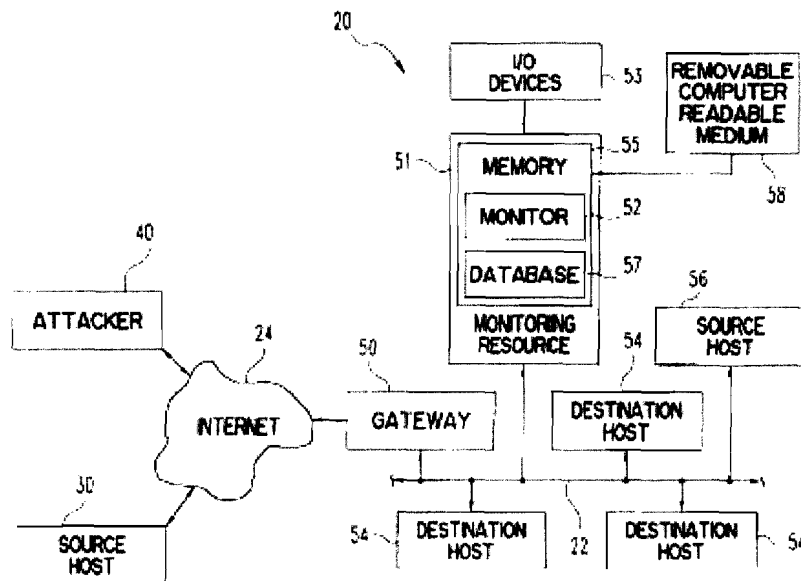 20
I/O
DEVICES
53
REMOVABLE
COMPUTER
READABLE
MEDIUM
58
51
55
MEMORY
MONITOR
52
DATABASE
57
MONITORING
RESOURCE
40
ATTACKER
24
INTERNET
50
GATEWAY
54
DESTINATION
HOST
56
SOURCE
HOST
30
SOURCE
HOST
54
DESTINATION
HOST
22
DESTINATION
HOST
54